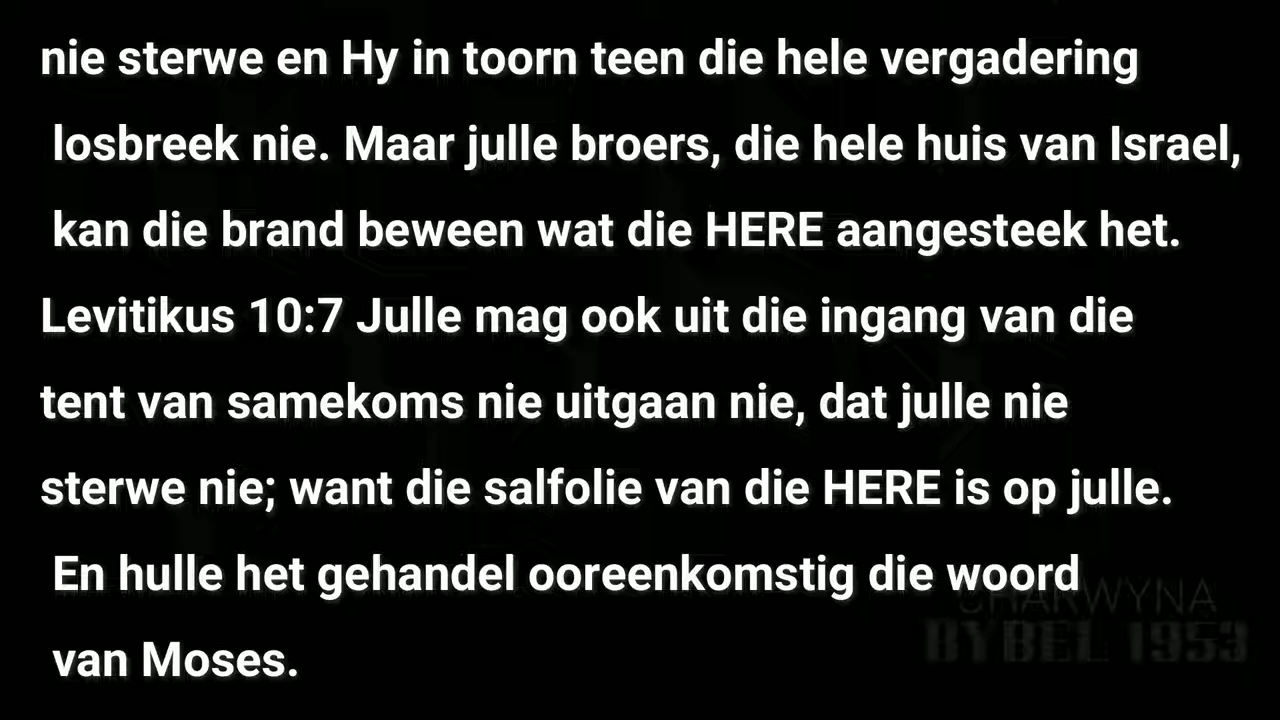 nie sterwe en Hy in toorn teen die hele vergadering
losbreek nie. Maar julle broers, die hele huis van Israel,
kan die brand beween wat die HERE aangesteek het.
Levitikus 10:7 Julle mag ook uit die ingang van die
tent van samekoms nie uitgaan nie, dat julle nie
sterwe nie; want die salfolie van die HERE is op julle.
En hulle het gehandel ooreenkomstig die woord
van Moses.
CHARWYNA
BYBEL 1953